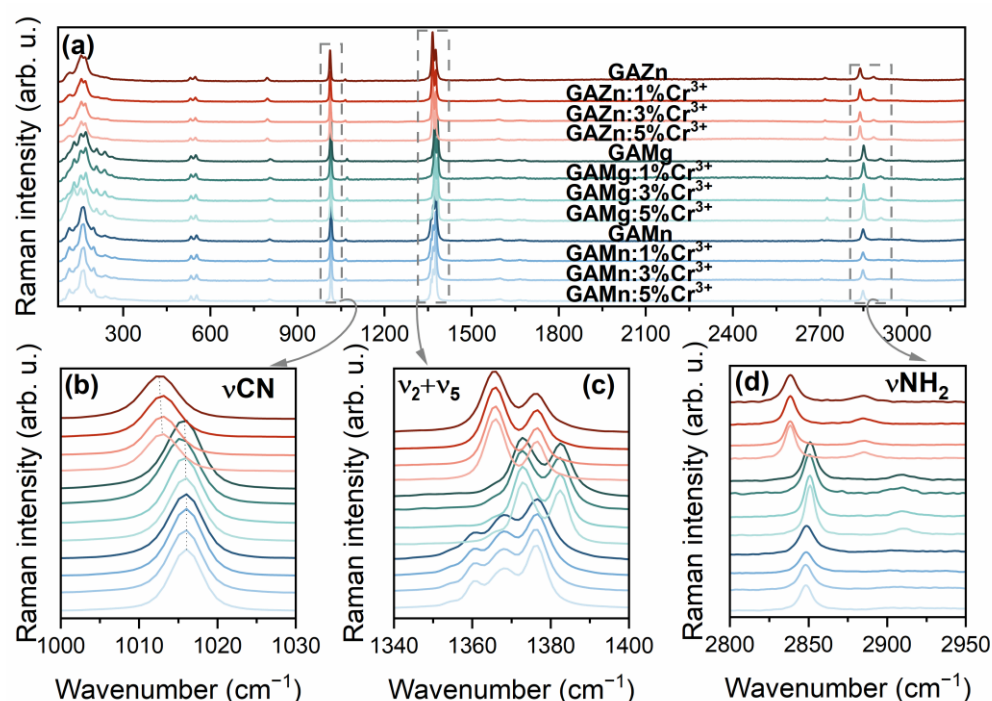 (a)
Raman intensity (arb. u.)
GAZn
GAZn:1%Cr³⁺
GAZn:3%Cr³⁺
GAZn:5%Cr³⁺
GAMg
GAMg:1%Cr³⁺
GAMg:3%Cr³⁺
GAMg:5%Cr³⁺
GAMn
GAMn:1%Cr³⁺
GAMn:3%Cr³⁺
GAMn:5%Cr³⁺
300 600 900 1200 1500 1800 2100 2400 2700 3000
(b) νCN
Raman intensity (arb. u.)
1000 1010 1020 1030
Wavenumber (cm⁻¹)
ν₂+ν₅ (c)
Raman intensity (arb. u.)
1340 1360 1380 1400
Wavenumber (cm⁻¹)
(d) νNH₂
Raman intensity (arb. u.)
2800 2850 2900 2950
Wavenumber (cm⁻¹)